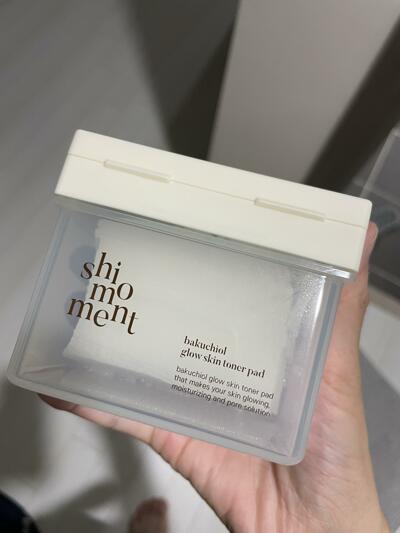 shi
mo
ment
bakuchiol
glow skin toner pad
bakuchiol glow skin toner pad
that makes your skin glowing,
moisturizing and pore solution